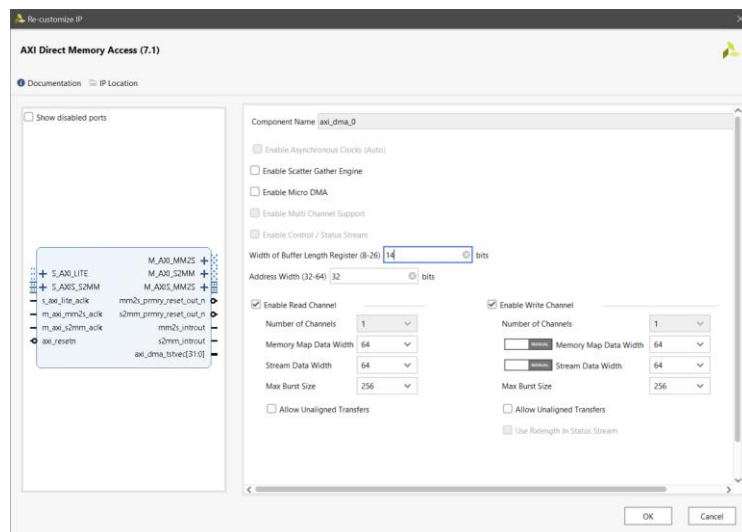 Re-customize IP
AXI Direct Memory Access (7.1)
Documentation IP Location
Show disabled ports
S_AXI_LITE
S_AXIS_S2MM
s_axi_lite_aclk
m_axi_mm2s_aclk
m_axi_s2mm_aclk
axi_resetn
M_AXI_MM2S
M_AXI_S2MM
M_AXIS_MM2S
mm2s_prmry_reset_out_n
s2mm_prmry_reset_out_n
mm2s_introut
s2mm_introut
axi_dma_tstvec[31:0]
Component Name axi_dma_0
Enable Asynchronous Clocks (Auto)
Enable Scatter Gather Engine
Enable Micro DMA
Enable Multi Channel Support
Enable Control / Status Stream
Width of Buffer Length Register (8-26) 14 bits
Address Width (32-64) 32 bits
Enable Read Channel
Number of Channels 1
Memory Map Data Width 64
Stream Data Width 64
Max Burst Size 256
Allow Unaligned Transfers
Enable Write Channel
Number of Channels 1
MANUAL Memory Map Data Width 64
MANUAL Stream Data Width 64
Max Burst Size 256
Allow Unaligned Transfers
Use Rxlength In Status Stream
OK Cancel